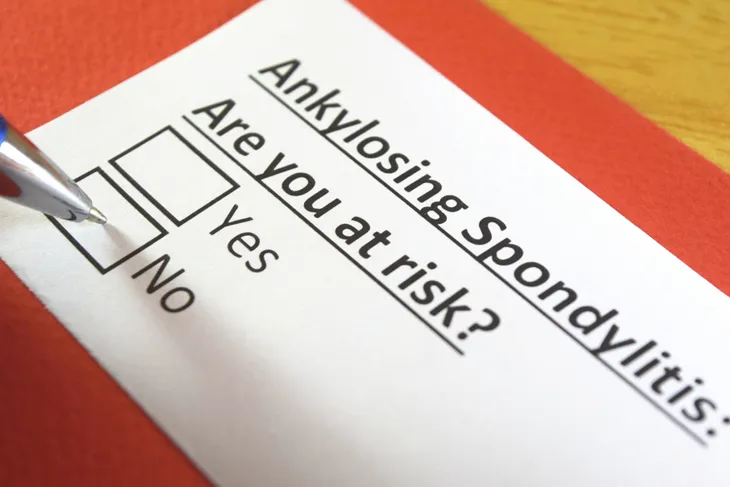 Ankylosing Spondylitis:
Are you at risk?
Yes
No